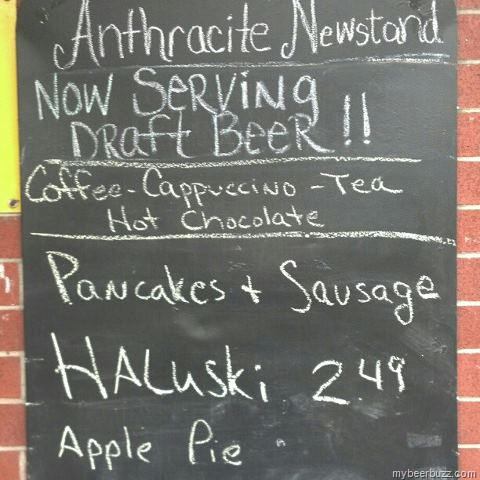 Anthracite Newstand
Now Serving
Draft Beer!!
Coffee-Cappuccino-Tea
Hot Chocolate
Pancakes + Sausage
HALuski 2.49
Apple Pie
mybeerbuzz.com